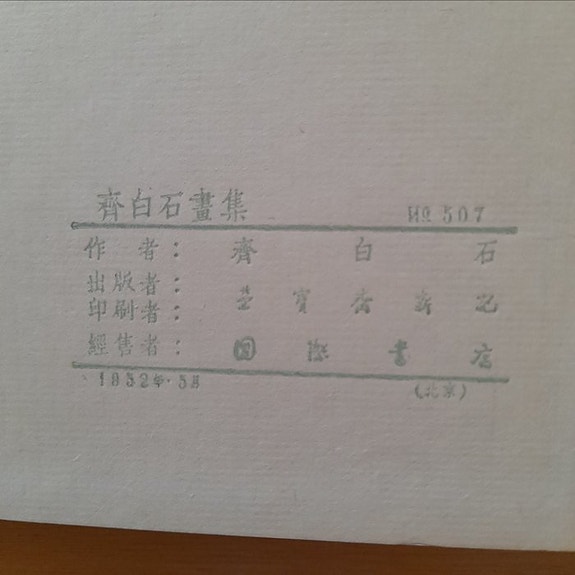 齊白石畫集 No 507
作者：齊白石
出版者：
印刷者：榮寶齋新記
經售者：國際書店
1952年·5月
(北京)